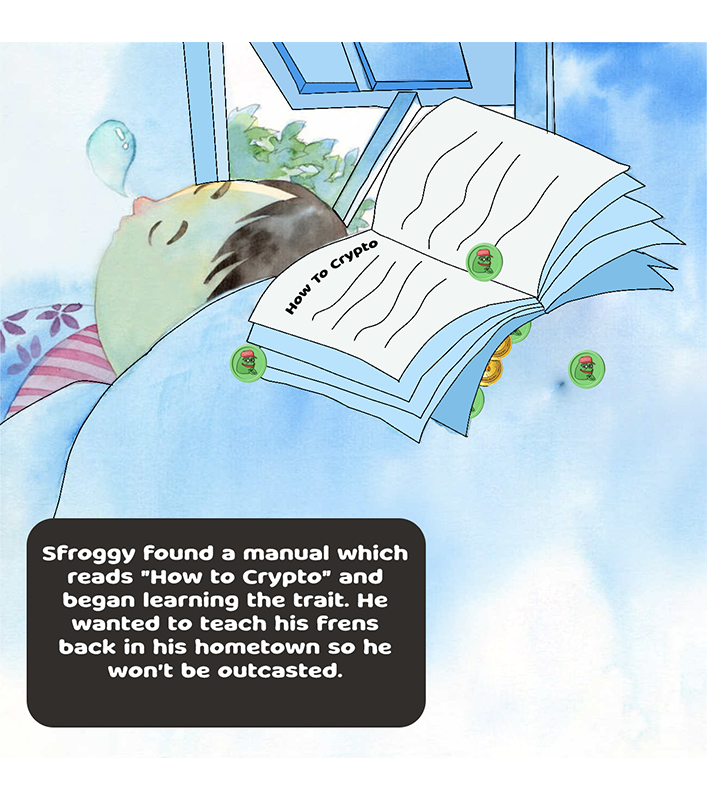 How To Crypto
Sfroggy found a manual which
reads "How to Crypto" and
began learning the trait. He
wanted to teach his frens
back in his hometown so he
won't be outcasted.